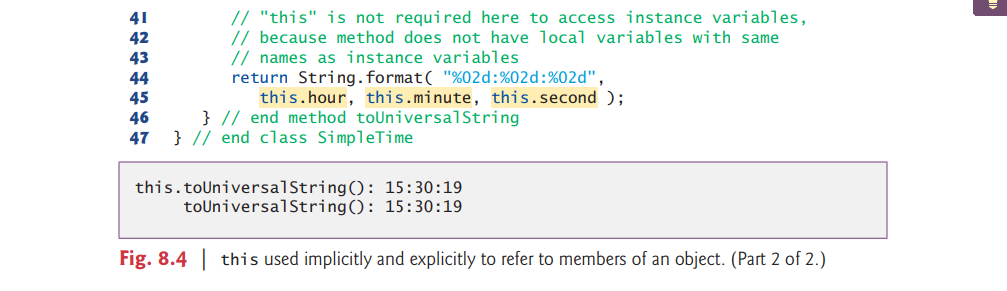 41 // "this" is not required here to access instance variables,
42 // because method does not have local variables with same
43 // names as instance variables
44 return String.format( "%02d:%02d:%02d",
45 this.hour, this.minute, this.second );
46 } // end method toUniversalString
47 } // end class SimpleTime
this.toUniversalString(): 15:30:19
toUniversalString(): 15:30:19
Fig. 8.4 | this used implicitly and explicitly to refer to members of an object. (Part 2 of 2.)